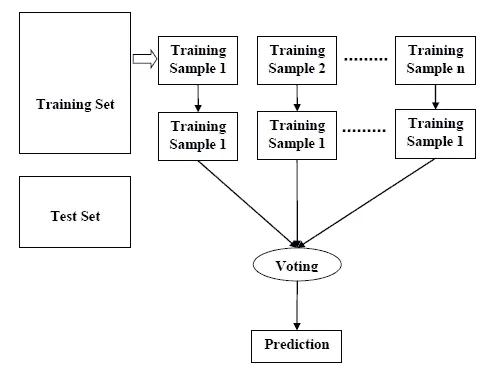 Training Set
Test Set
Training
Sample 1
Training
Sample 2
.........
Training
Sample n
Training
Sample 1
Training
Sample 1
.........
Training
Sample 1
Voting
Prediction